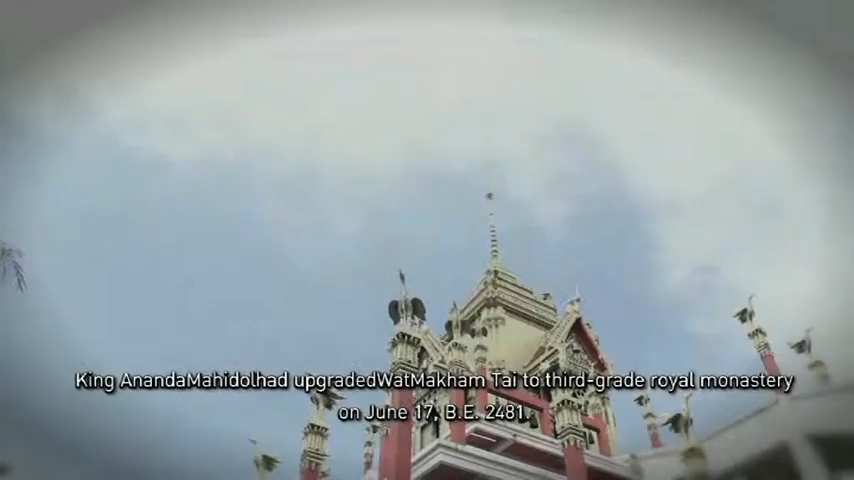 King AnandaMahidolhad upgradedWatMakham Tai to third-grade royal monastery
on June 17, B.E. 2481.